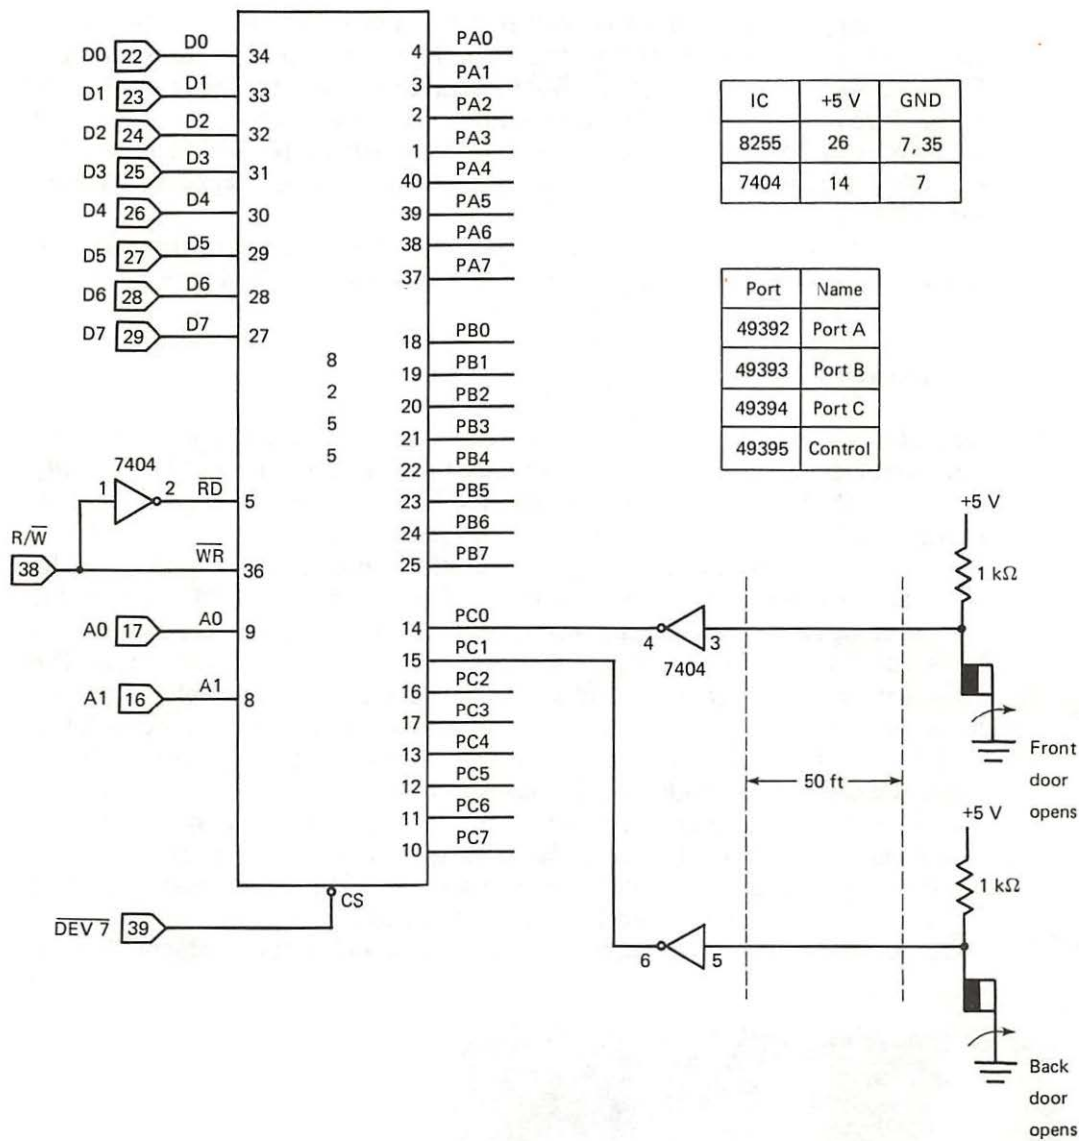 D0 22 D0 34
D1 23 D1 33
D2 24 D2 32
D3 25 D3 31
D4 26 D4 30
D5 27 D5 29
D6 28 D6 28
D7 29 D7 27
7404
1 2 R̅D̅ 5
R/W̅
38 W̅R̅ 36
A0 17 A0 9
A1 16 A1 8
8
2
5
5
4 PA0
3 PA1
2 PA2
1 PA3
40 PA4
39 PA5
38 PA6
37 PA7
18 PB0
19 PB1
20 PB2
21 PB3
22 PB4
23 PB5
24 PB6
25 PB7
14 PC0
15 PC1
16 PC2
17 PC3
13 PC4
12 PC5
11 PC6
10 PC7
CS
D̅E̅V̅ 7̅ 39
IC +5 V GND
8255 26 7, 35
7404 14 7
Port Name
49392 Port A
49393 Port B
49394 Port C
49395 Control
+5 V
1 kΩ
4 3
7404
Front
door
opens
50 ft
+5 V
1 kΩ
6 5
Back
door
opens